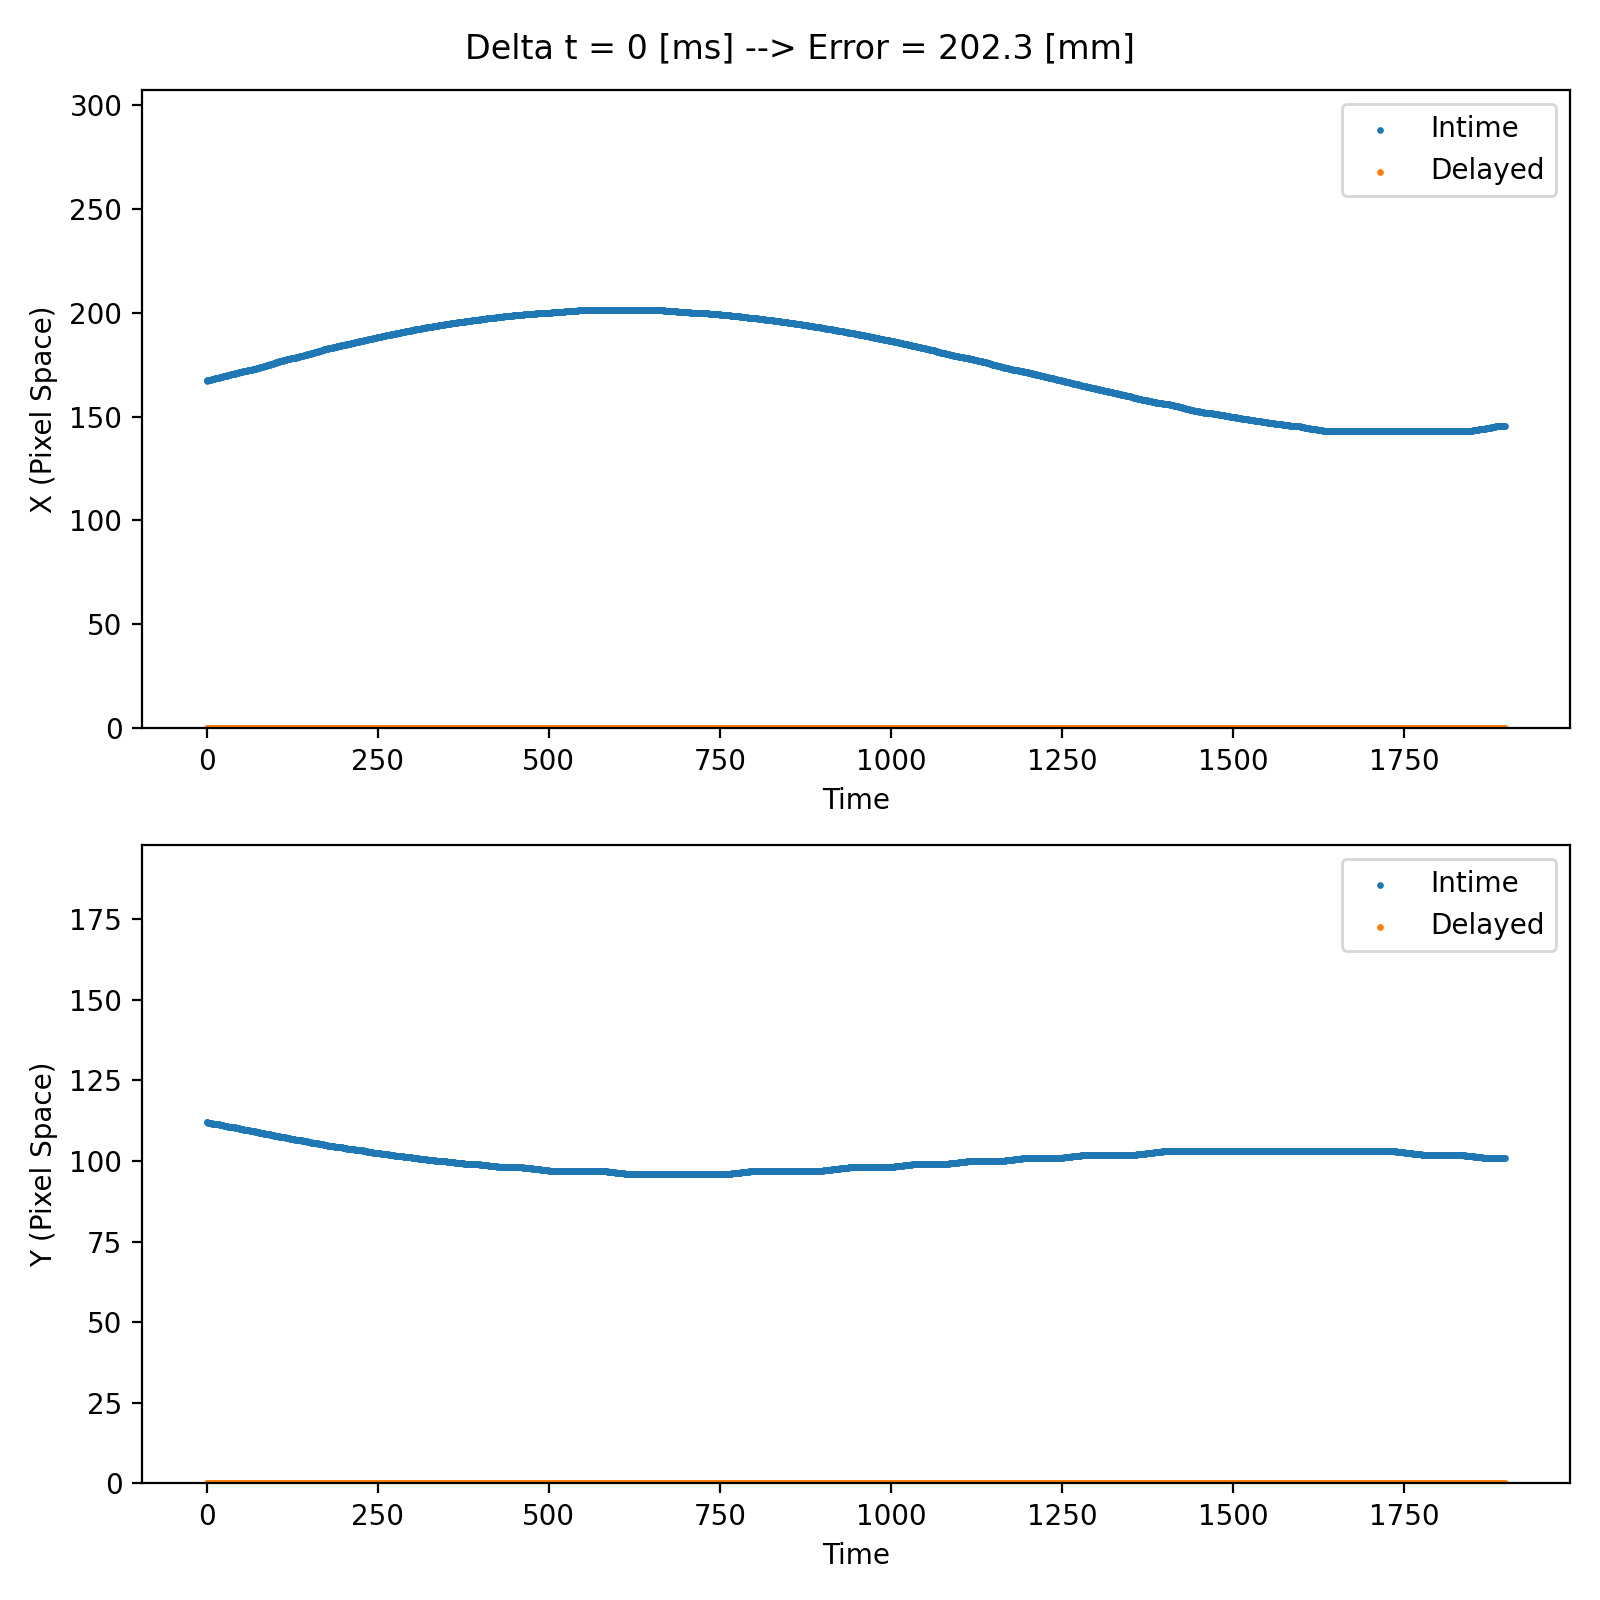 Delta t = 0 [ms] --> Error = 202.3 [mm]
300
250
200
150
100
50
0
X (Pixel Space)
Intime
Delayed
0 250 500 750 1000 1250 1500 1750
Time
175
150
125
100
75
50
25
0
Y (Pixel Space)
Intime
Delayed
0 250 500 750 1000 1250 1500 1750
Time